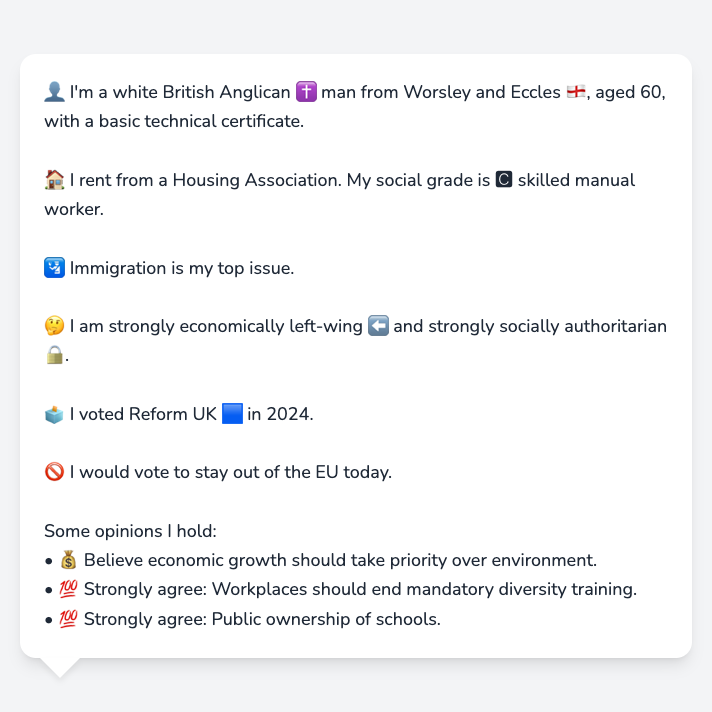 👤 I'm a white British Anglican ✝️ man from Worsley and Eccles 🏴󠁧󠁢󠁥󠁮󠁧󠁿, aged 60,
with a basic technical certificate.
🏠 I rent from a Housing Association. My social grade is 🅲 skilled manual
worker.
🛂 Immigration is my top issue.
🤔 I am strongly economically left-wing ⬅️ and strongly socially authoritarian
🔒.
🗳️ I voted Reform UK 🟦 in 2024.
🚫 I would vote to stay out of the EU today.
Some opinions I hold:
• 💰 Believe economic growth should take priority over environment.
• 💯 Strongly agree: Workplaces should end mandatory diversity training.
• 💯 Strongly agree: Public ownership of schools.